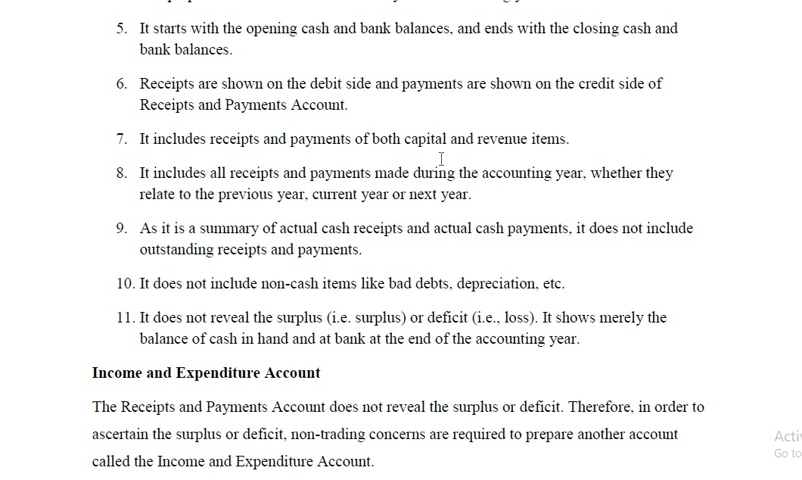 5. It starts with the opening cash and bank balances, and ends with the closing cash and
bank balances.
6. Receipts are shown on the debit side and payments are shown on the credit side of
Receipts and Payments Account.
7. It includes receipts and payments of both capital and revenue items.
8. It includes all receipts and payments made during the accounting year, whether they
relate to the previous year, current year or next year.
9. As it is a summary of actual cash receipts and actual cash payments, it does not include
outstanding receipts and payments.
10. It does not include non-cash items like bad debts, depreciation, etc.
11. It does not reveal the surplus (i.e. surplus) or deficit (i.e., loss). It shows merely the
balance of cash in hand and at bank at the end of the accounting year.
Income and Expenditure Account
The Receipts and Payments Account does not reveal the surplus or deficit. Therefore, in order to
ascertain the surplus or deficit, non-trading concerns are required to prepare another account
called the Income and Expenditure Account.
Activ
Go to